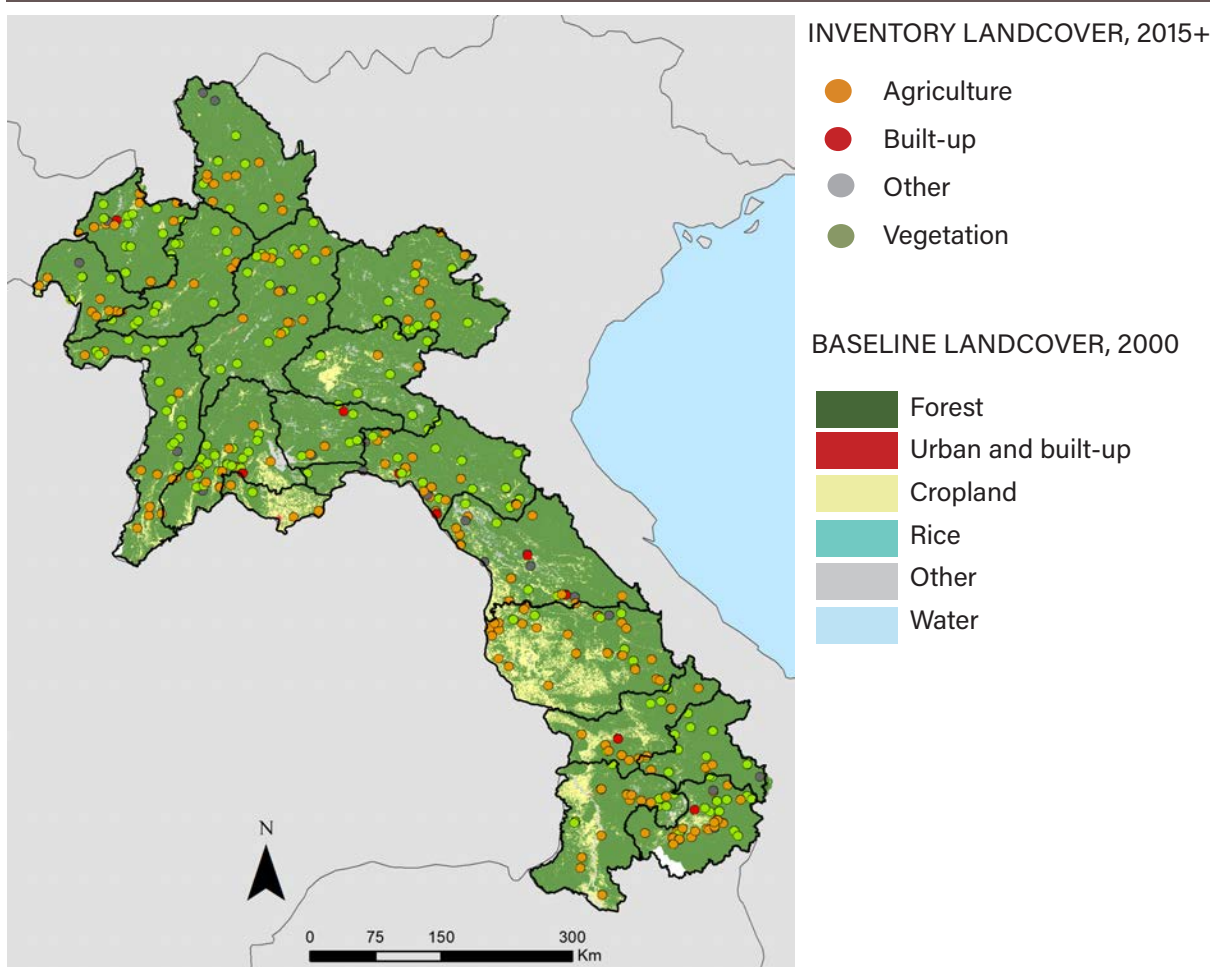 INVENTORY LANDCOVER, 2015+
Agriculture
Built-up
Other
Vegetation
BASELINE LANDCOVER, 2000
Forest
Urban and built-up
Cropland
Rice
Other
Water
N
0 75 150 300
Km